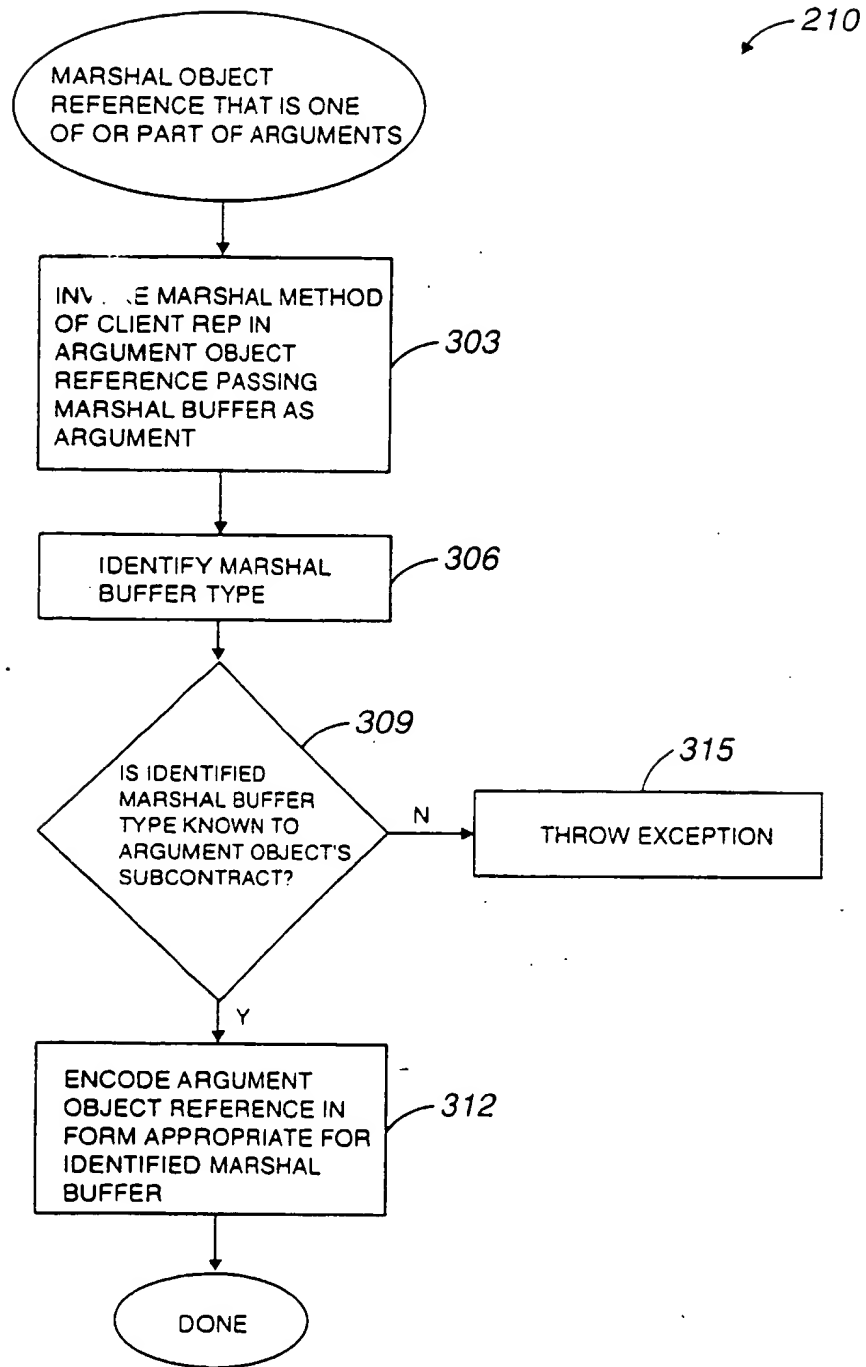 210
MARSHAL OBJECT
REFERENCE THAT IS ONE
OF OR PART OF ARGUMENTS
MARSHAL METHOD
OF CLIENT REP IN
ARGUMENT OBJECT
REFERENCE PASSING
MARSHAL BUFFER AS
ARGUMENT
303
IDENTIFY MARSHAL
BUFFER TYPE
306
309
IS IDENTIFIED
MARSHAL BUFFER
TYPE KNOWN TO
ARGUMENT OBJECT'S
SUBCONTRACT?
N
315
THROW EXCEPTION
Y
ENCODE ARGUMENT
OBJECT REFERENCE IN
FORM APPROPRIATE FOR
IDENTIFIED MARSHAL
BUFFER
312
DONE